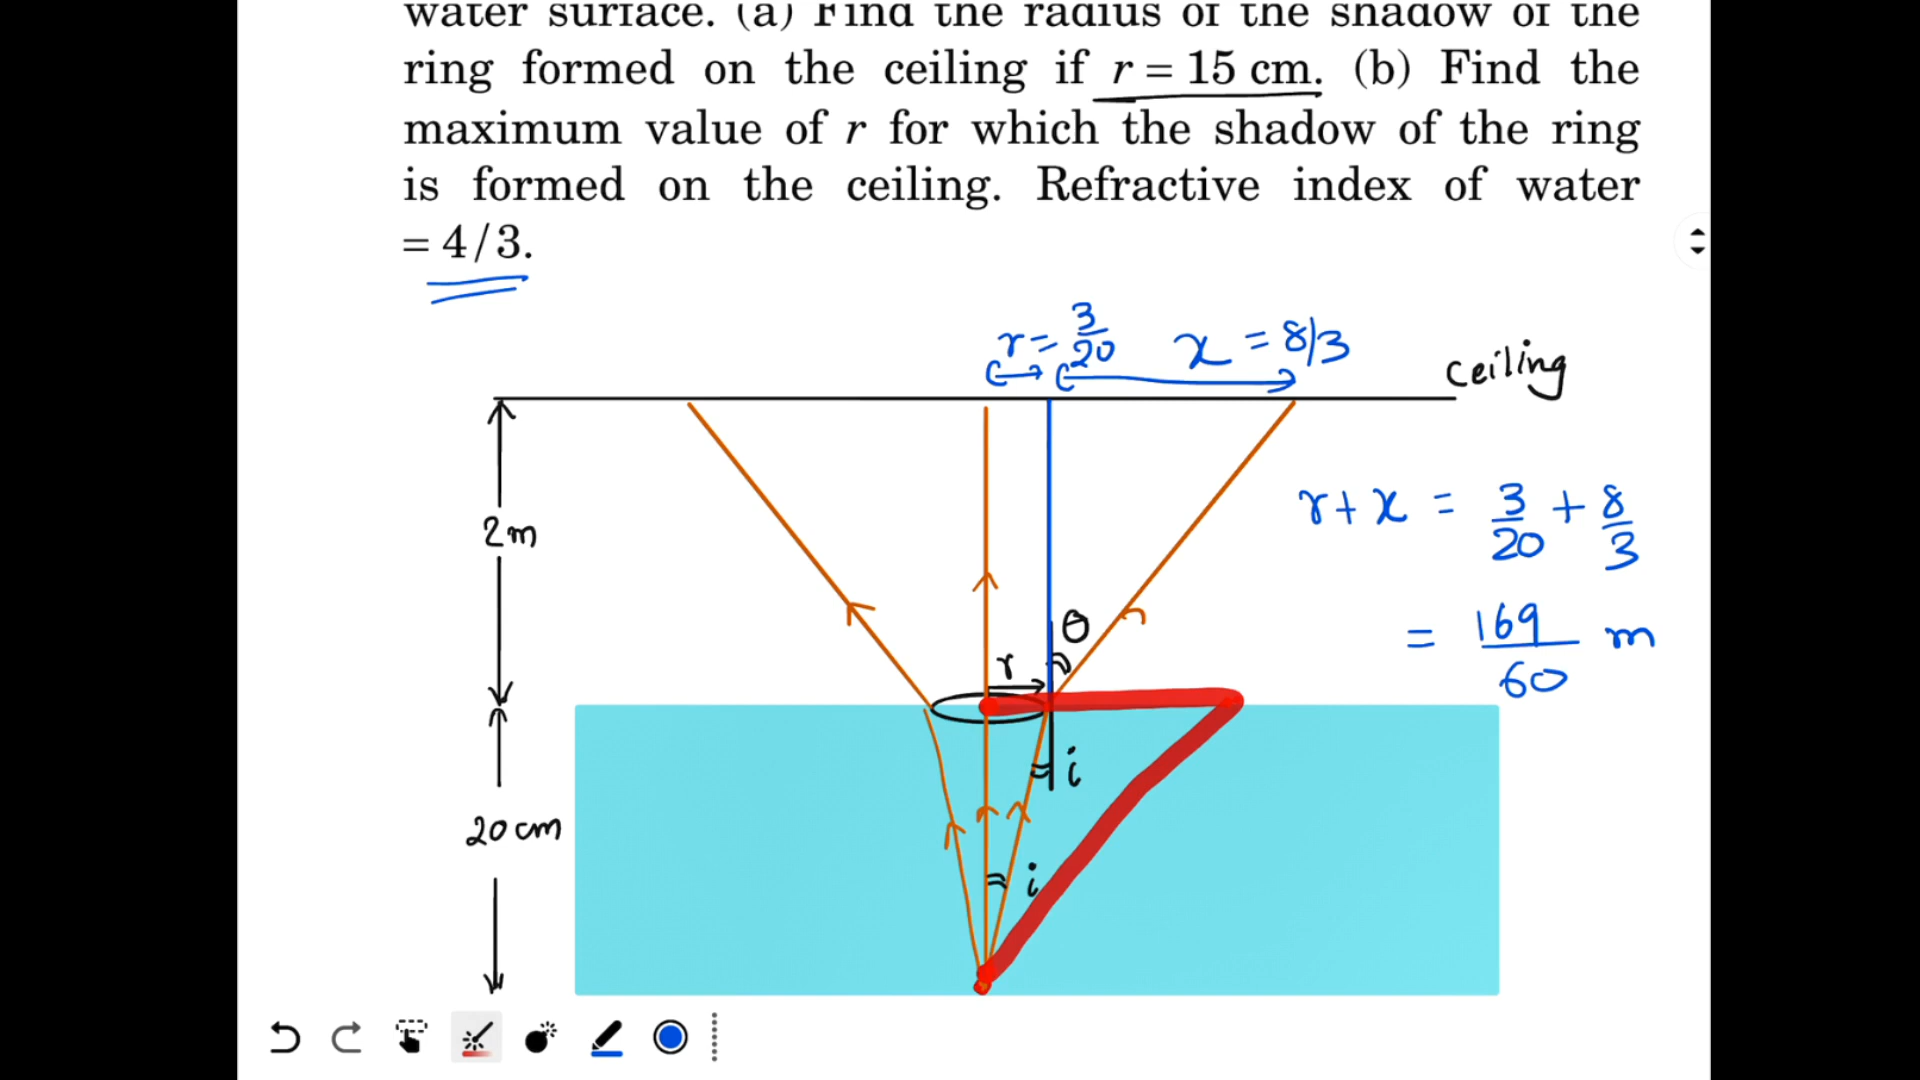 water surface. (a) Find the radius of the shadow of the
ring formed on the ceiling if r = 15 cm. (b) Find the
maximum value of r for which the shadow of the ring
is formed on the ceiling. Refractive index of water
= 4/3.
r = 3/20 x = 8/3
ceiling
2m
r + x = 3/20 + 8/3
= 169/60 m
θ
r
i
20 cm
i